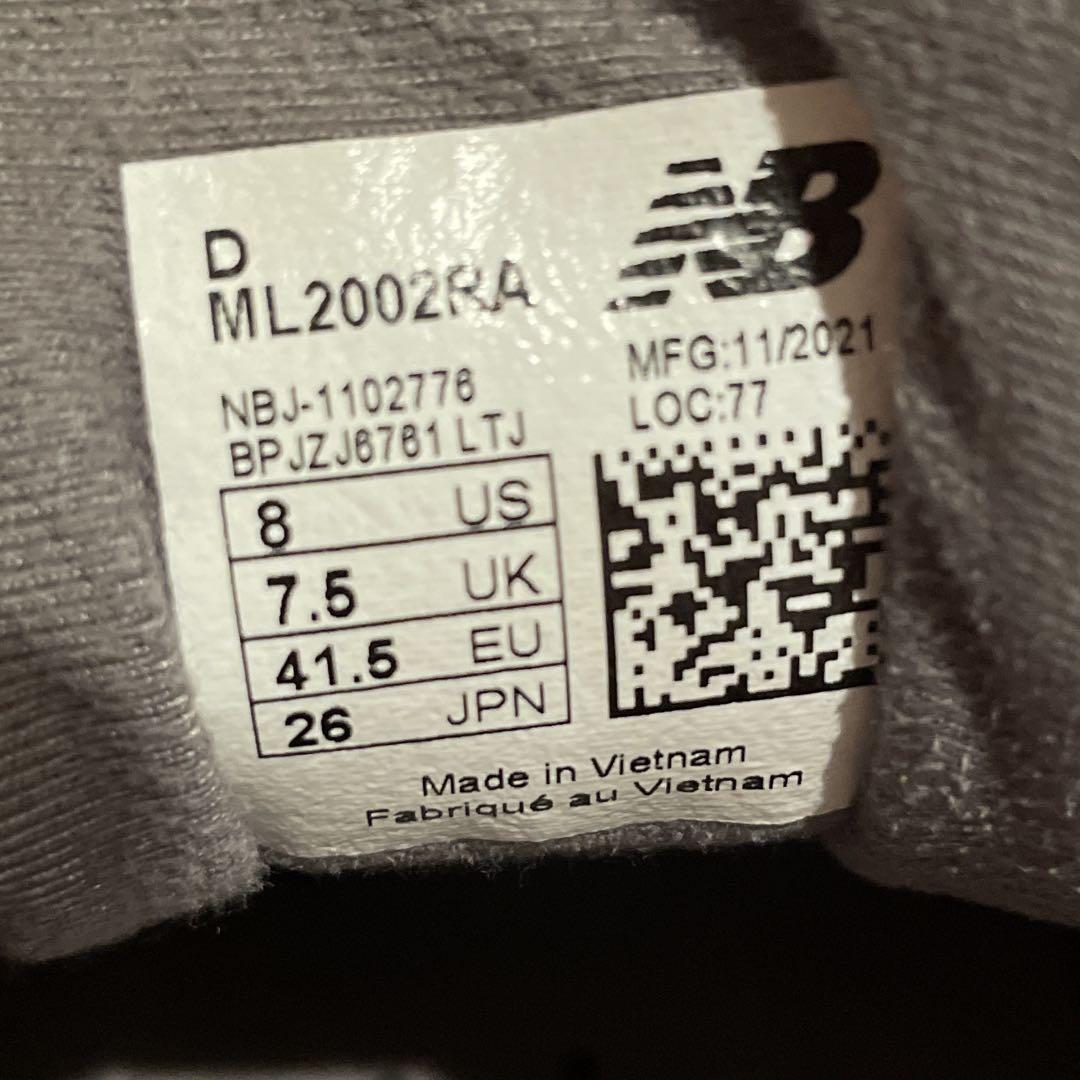 D
NB
ML2002RA
MFG:11/2021
LOC:77
NBJ-1102776
BPJZJ6761 LTJ
8 US
7.5 UK
41.5 EU
26 JPN
Made in Vietnam
Fabriqué au Vietnam